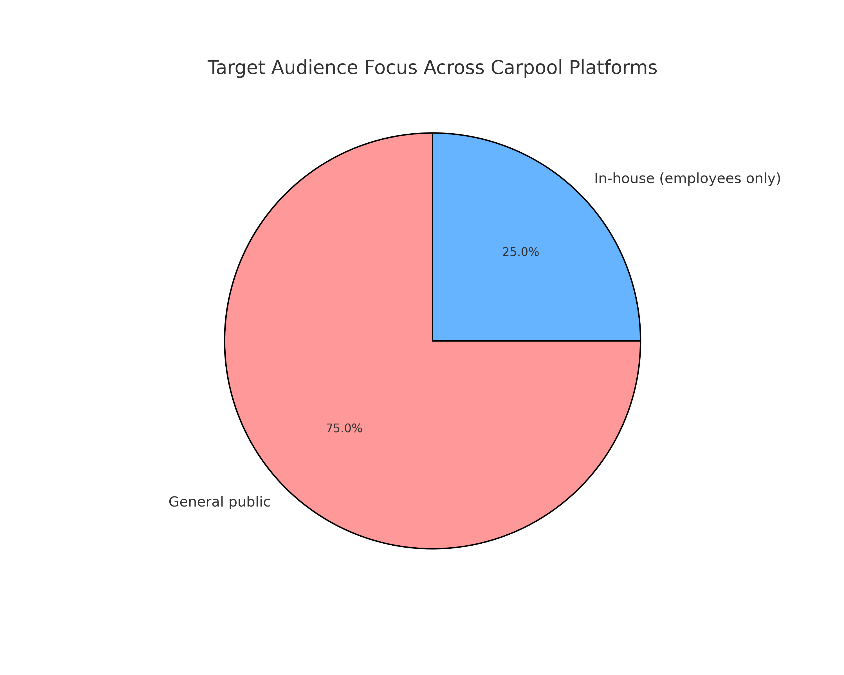 Target Audience Focus Across Carpool Platforms
In-house (employees only)
25.0%
75.0%
General public